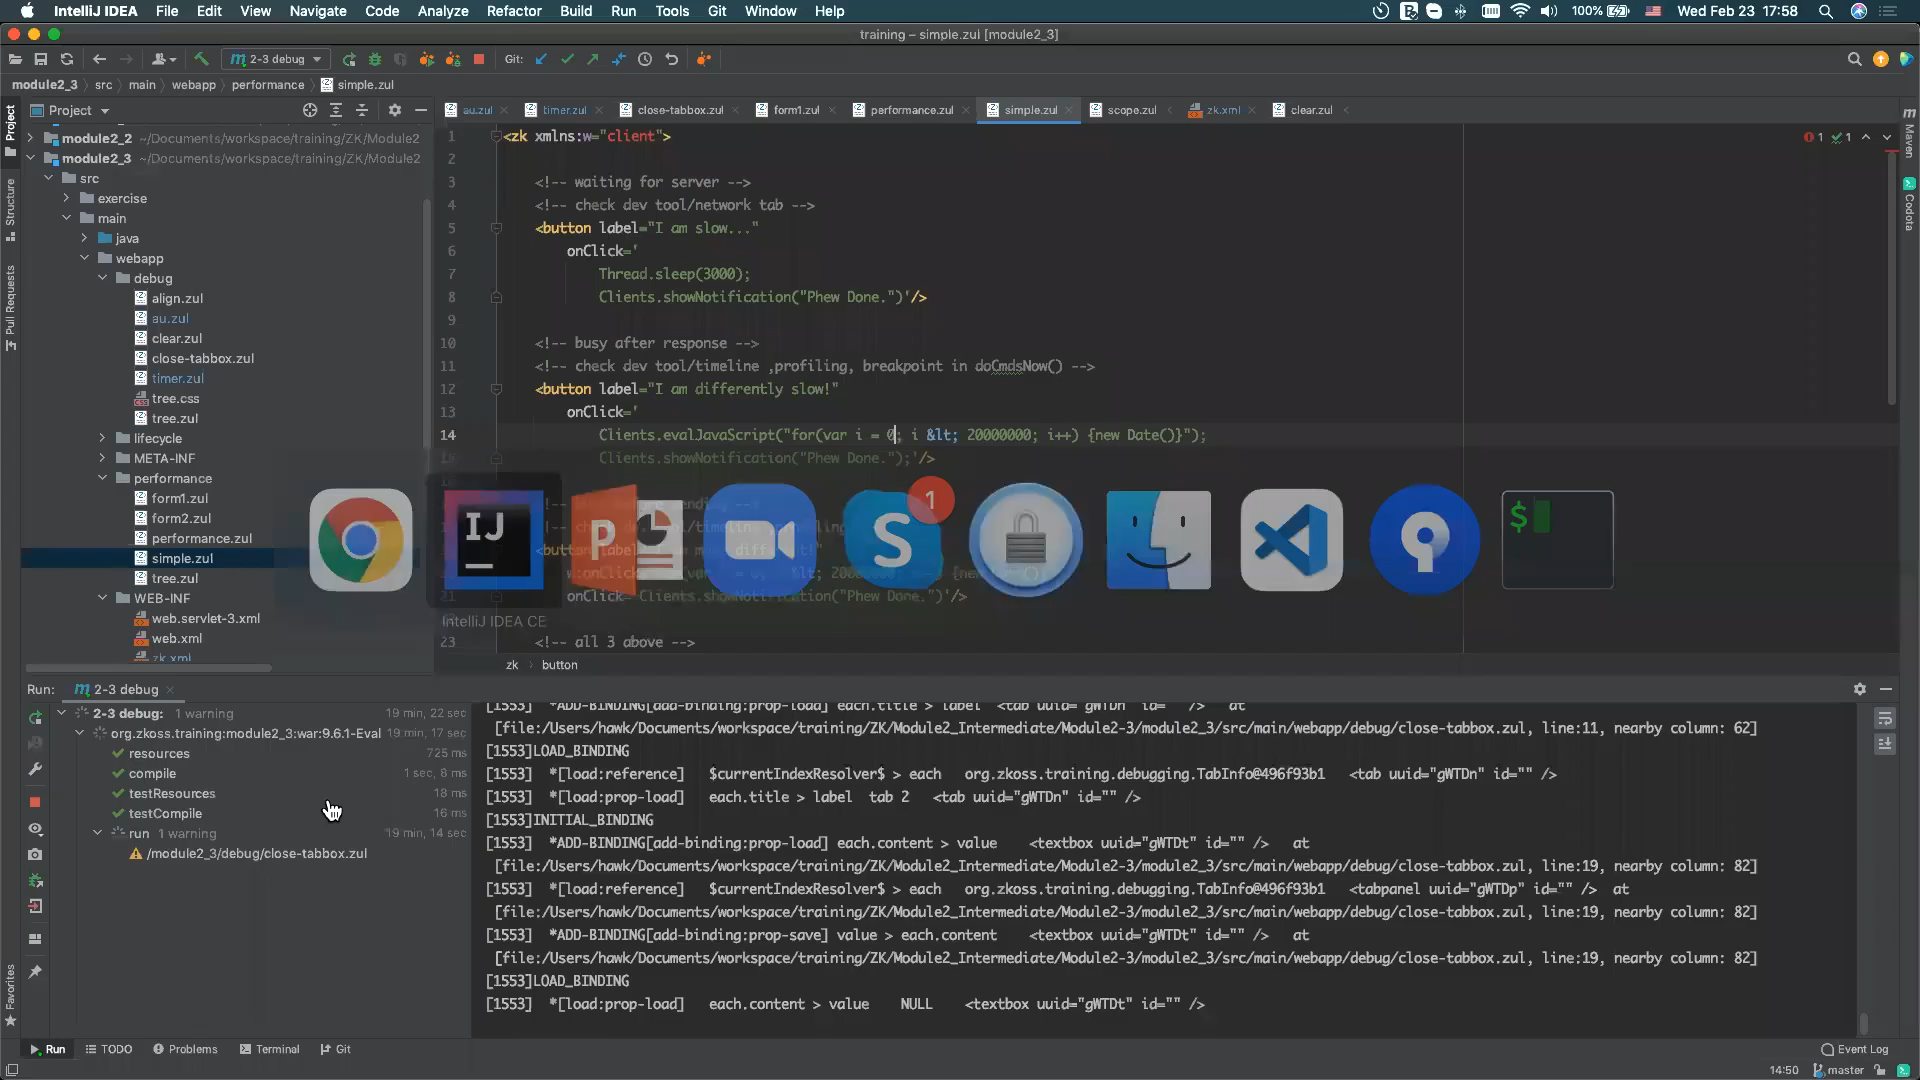 IntelliJ IDEA File Edit View Navigate Code Analyze Refactor Build Run Tools Git Window Help 100% Wed Feb 23 17:58
training – simple.zul [module2_3]
2-3 debug Git:
module2_3 src main webapp performance simple.zul
Project au.zul timer.zul close-tabbox.zul form1.zul performance.zul simple.zul scope.zul zk.xml clear.zul
module2_2 ~/Documents/workspace/training/ZK/Module2
module2_3 ~/Documents/workspace/training/ZK/Module2
src
exercise
main
java
webapp
debug
align.zul
au.zul
clear.zul
close-tabbox.zul
timer.zul
tree.css
tree.zul
lifecycle
META-INF
performance
form1.zul
form2.zul
performance.zul
simple.zul
tree.zul
WEB-INF
web.servlet-3.xml
web.xml
zk.xml
Project
Structure
Pull Requests
Favorites
Maven
Codota
1 1
1 <zk xmlns:w="client">
2
3 <!-- waiting for server -->
4 <!-- check dev tool/network tab -->
5 <button label="I am slow..."
6 onClick='
7 Thread.sleep(3000);
8 Clients.showNotification("Phew Done.")'/>
9
10 <!-- busy after response -->
11 <!-- check dev tool/timeline ,profiling, breakpoint in doCmdsNow() -->
12 <button label="I am differently slow!"
13 onClick='
14 Clients.evalJavaScript("for(var i = 0; i &lt; 20000000; i++) {new Date()}");
Clients.showNotification("Phew Done.");'/>
onClick='Clients.showNotification("Phew Done.")'/>
23 <!-- all 3 above -->
IJ
P
S
1
$
IntelliJ IDEA CE
zk button
Run: 2-3 debug
2-3 debug: 1 warning 19 min, 22 sec
org.zkoss.training:module2_3:war:9.6.1-Eval 19 min, 17 sec
resources 725 ms
compile 1 sec, 8 ms
testResources 18 ms
testCompile 16 ms
run 1 warning 19 min, 14 sec
/module2_3/debug/close-tabbox.zul
[1553] *ADD-BINDING[add-binding:prop-load] each.title > label <tab uuid="gWTDn" id="" /> at
[file:/Users/hawk/Documents/workspace/training/ZK/Module2_Intermediate/Module2-3/module2_3/src/main/webapp/debug/close-tabbox.zul, line:11, nearby column: 62]
[1553]LOAD_BINDING
[1553] *[load:reference] $currentIndexResolver$ > each org.zkoss.training.debugging.TabInfo@496f93b1 <tab uuid="gWTDn" id="" />
[1553] *[load:prop-load] each.title > label tab 2 <tab uuid="gWTDn" id="" />
[1553]INITIAL_BINDING
[1553] *ADD-BINDING[add-binding:prop-load] each.content > value <textbox uuid="gWTDt" id="" /> at
[file:/Users/hawk/Documents/workspace/training/ZK/Module2_Intermediate/Module2-3/module2_3/src/main/webapp/debug/close-tabbox.zul, line:19, nearby column: 82]
[1553] *[load:reference] $currentIndexResolver$ > each org.zkoss.training.debugging.TabInfo@496f93b1 <tabpanel uuid="gWTDp" id="" /> at
[file:/Users/hawk/Documents/workspace/training/ZK/Module2_Intermediate/Module2-3/module2_3/src/main/webapp/debug/close-tabbox.zul, line:19, nearby column: 82]
[1553] *ADD-BINDING[add-binding:prop-save] value > each.content <textbox uuid="gWTDt" id="" /> at
[file:/Users/hawk/Documents/workspace/training/ZK/Module2_Intermediate/Module2-3/module2_3/src/main/webapp/debug/close-tabbox.zul, line:19, nearby column: 82]
[1553]LOAD_BINDING
[1553] *[load:prop-load] each.content > value NULL <textbox uuid="gWTDt" id="" />
Run TODO Problems Terminal Git Event Log
14:50 master